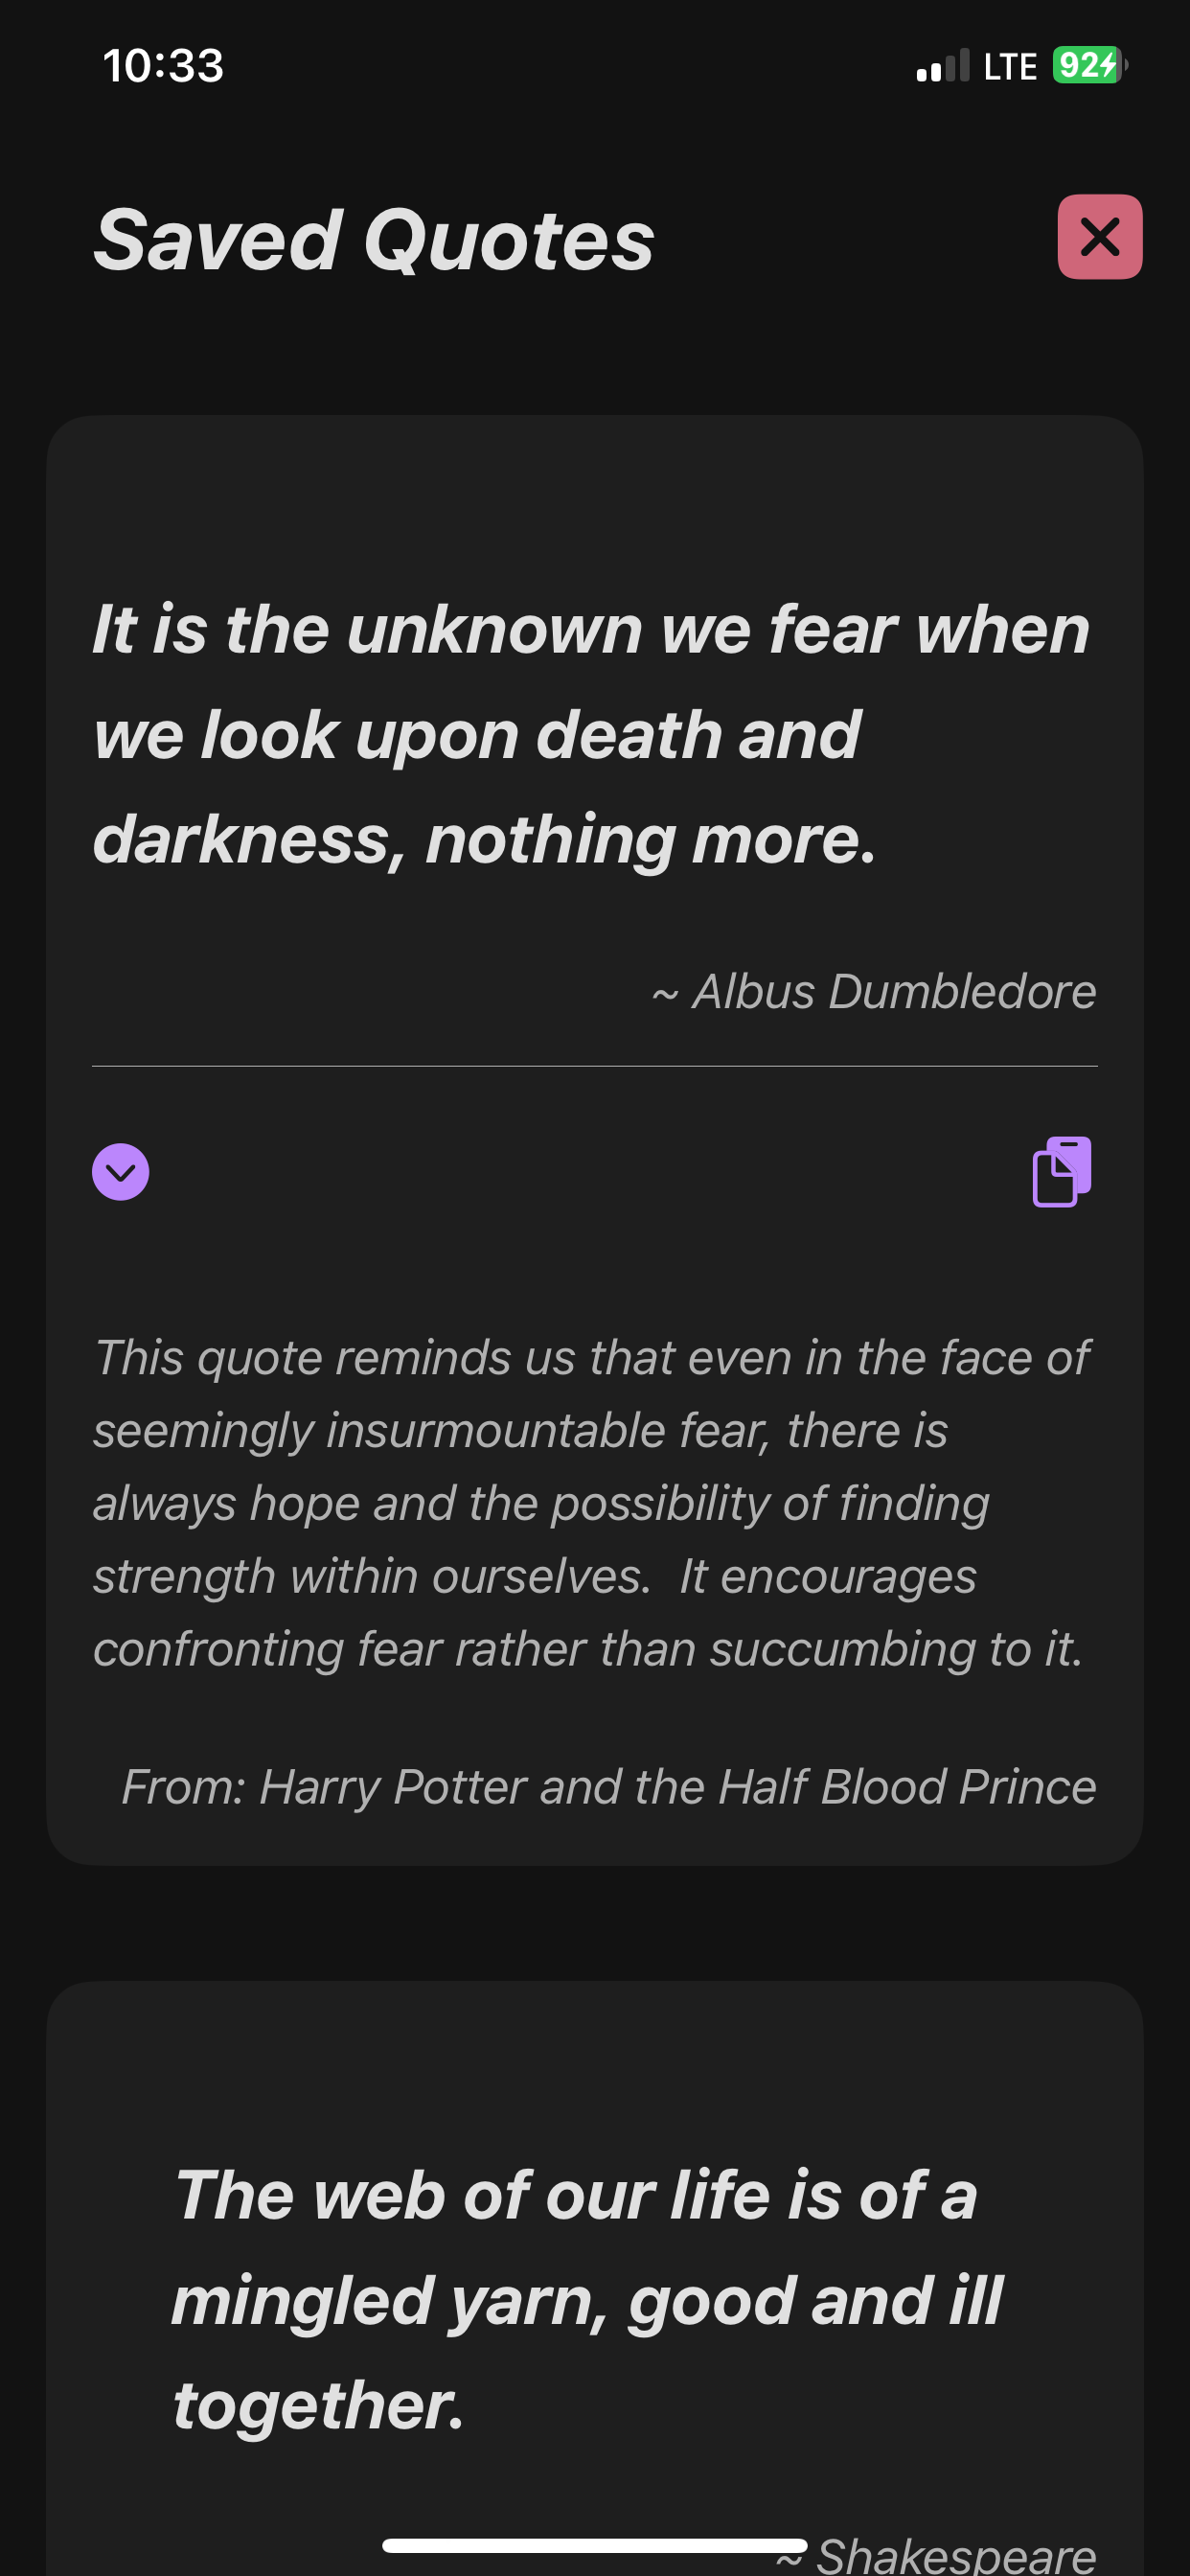 10:33 LTE 92
Saved Quotes
It is the unknown we fear when
we look upon death and
darkness, nothing more.
~ Albus Dumbledore
This quote reminds us that even in the face of
seemingly insurmountable fear, there is
always hope and the possibility of finding
strength within ourselves.  It encourages
confronting fear rather than succumbing to it.
From: Harry Potter and the Half Blood Prince
The web of our life is of a
mingled yarn, good and ill
together.
~ Shakespeare